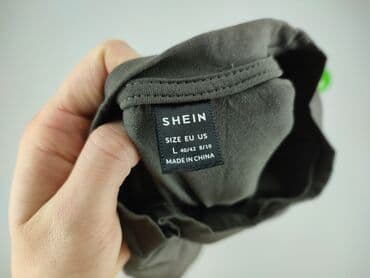 SHEIN
SIZE EU US
L 40/42 8/10
MADE IN CHINA